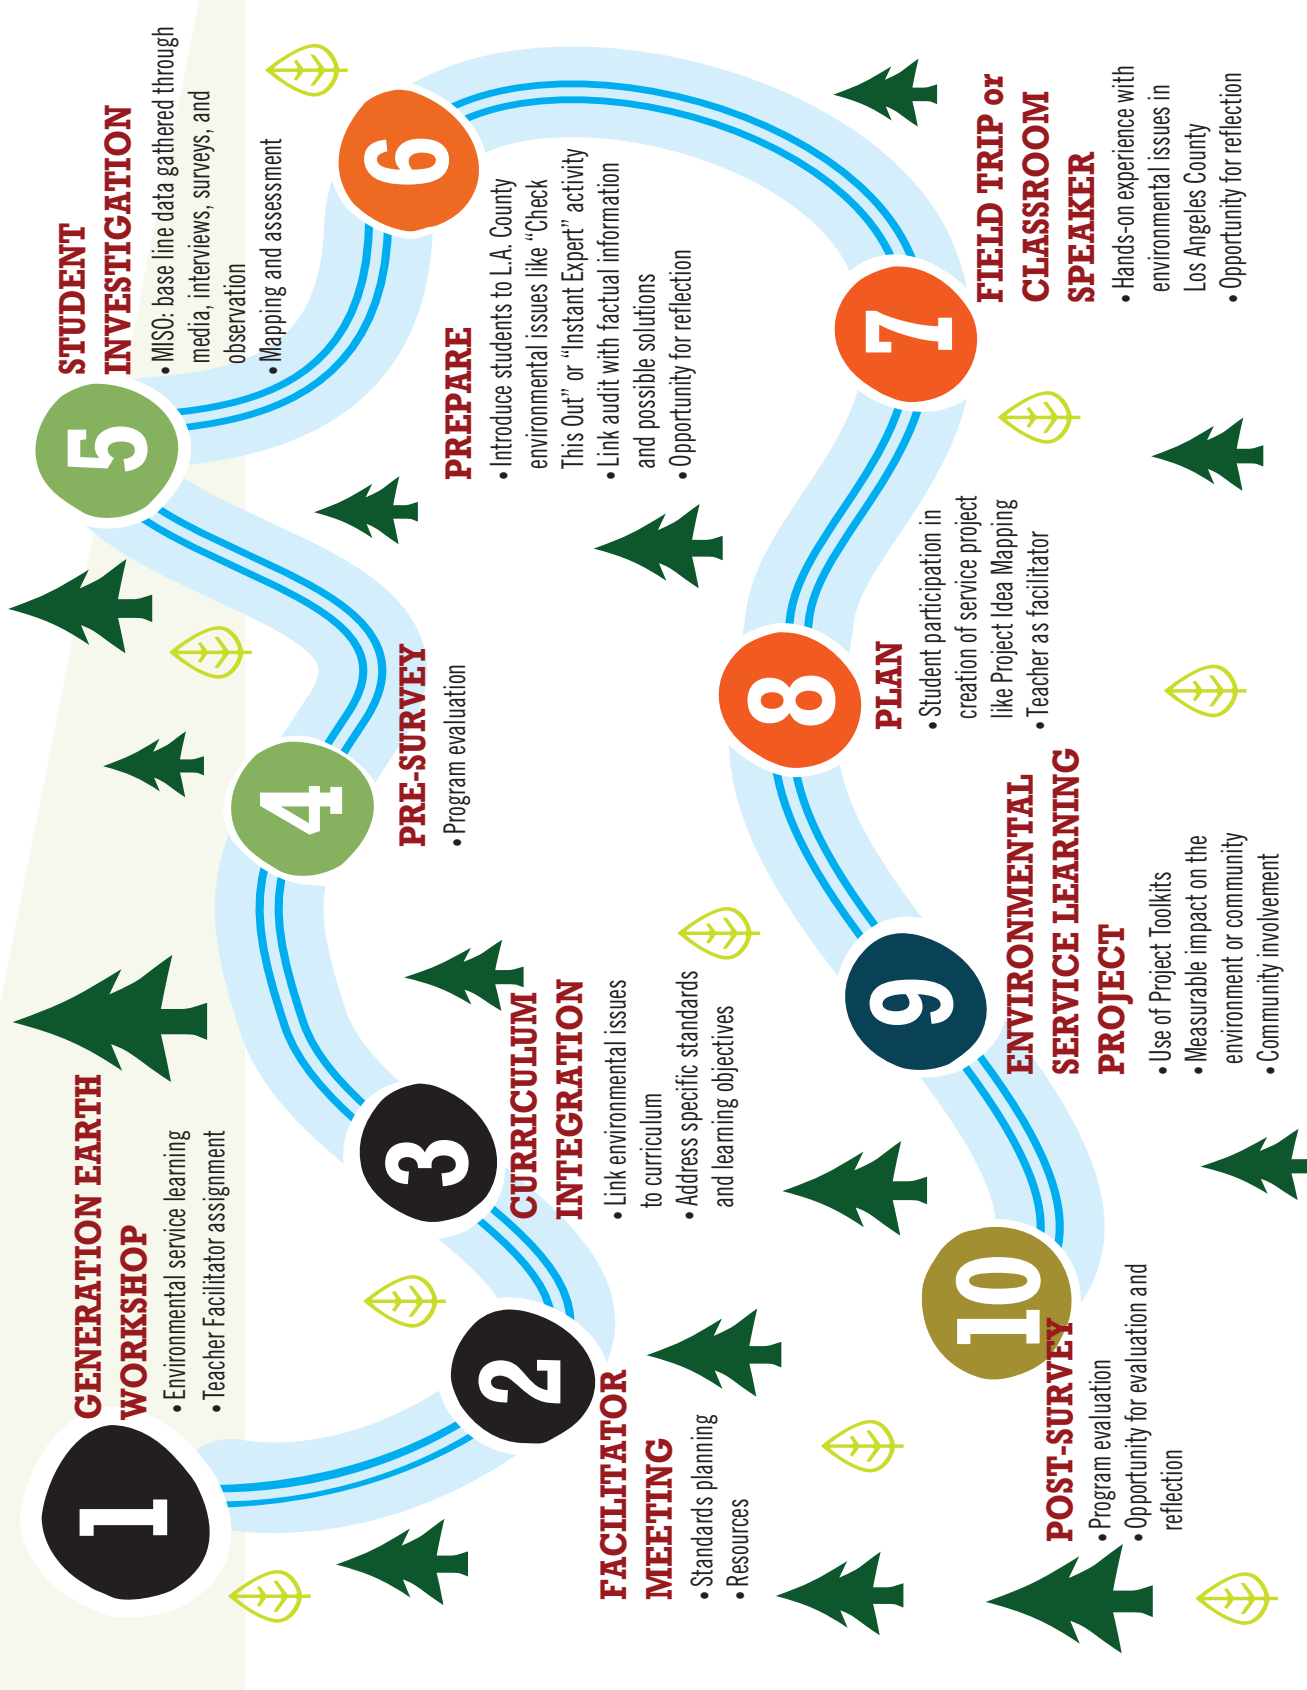 1
GENERATION EARTH
WORKSHOP
• Environmental service learning
• Teacher Facilitator assignment
2
FACILITATOR
MEETING
• Standards planning
• Resources
3
CURRICULUM
INTEGRATION
• Link environmental issues
to curriculum
• Address specific standards
and learning objectives
4
PRE-SURVEY
• Program evaluation
5
STUDENT
INVESTIGATION
• MISO: base line data gathered through
media, interviews, surveys, and
observation
• Mapping and assessment
6
PREPARE
• Introduce students to L.A. County
environmental issues like “Check
This Out” or “Instant Expert” activity
• Link audit with factual information
and possible solutions
• Opportunity for reflection
7
FIELD TRIP or
CLASSROOM
SPEAKER
• Hands-on experience with
environmental issues in
Los Angeles County
• Opportunity for reflection
8
PLAN
• Student participation in
creation of service project
like Project Idea Mapping
• Teacher as facilitator
9
ENVIRONMENTAL
SERVICE LEARNING
PROJECT
• Use of Project Toolkits
• Measurable impact on the
environment or community
• Community involvement
10
POST-SURVEY
• Program evaluation
• Opportunity for evaluation and
reflection